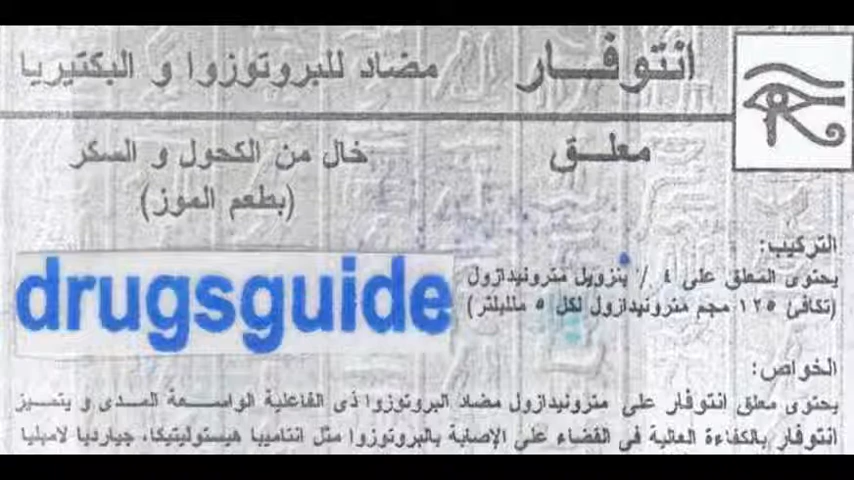 انتوفــار مضاد للبروتوزوا و البكتيريا
معلــق خال من الكحول و السكر
(بطعم الموز)
التركيب:
يحتوى المعلق على ٤ ٪ بنزويل مترونيدازول
(تكافئ ١٢٥ مجم مترونيدازول لكل ٥ ملليلتر)
drugsguide
الخواص:
يحتوى معلق انتوفار على مترونيدازول مضاد البروتوزوا ذى الفاعلية الواسعة المدى و يتميز
انتوفار بالكفاءة العالية فى القضاء على الإصابة بالبروتوزوا مثل انتاميبا هيستوليتيكا، جيارديا لامبليا